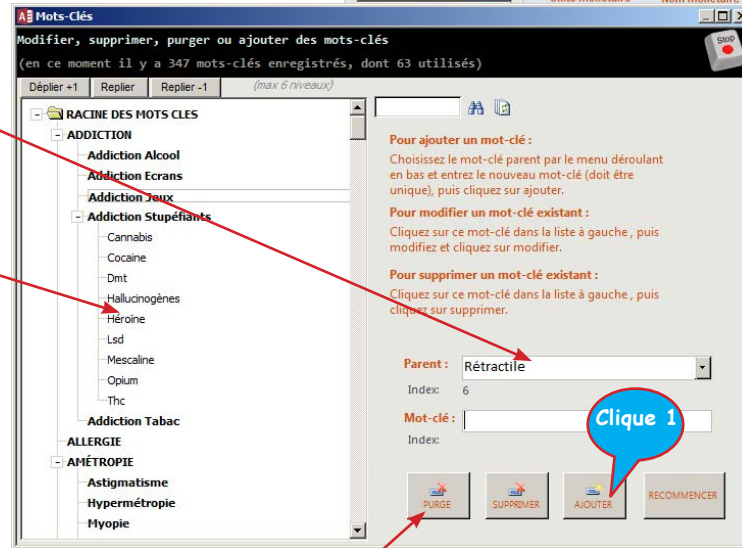 Mots-Clés
Modifier, supprimer, purger ou ajouter des mots-clés
(en ce moment il y a 347 mots-clés enregistrés, dont 63 utilisés)
Stop
Déplier +1 Replier Replier -1 (max 6 niveaux)
RACINE DES MOTS CLES
ADDICTION
Addiction Alcool
Addiction Ecrans
Addiction Jeux
Addiction Stupéfiants
Cannabis
Cocaine
Dmt
Hallucinogènes
Héroïne
Lsd
Mescaline
Opium
Thc
Addiction Tabac
ALLERGIE
AMÉTROPIE
Astigmatisme
Hypermétropie
Myopie
Pour ajouter un mot-clé :
Choisissez le mot-clé parent par le menu déroulant
en bas et entrez le nouveau mot-clé (doit être
unique), puis cliquez sur ajouter.
Pour modifier un mot-clé existant :
Cliquez sur ce mot-clé dans la liste à gauche , puis
modifiez et cliquez sur modifier.
Pour supprimer un mot-clé existant :
Cliquez sur ce mot-clé dans la liste à gauche , puis
cliquez sur supprimer.
Parent : Rétractile
Index: 6
Mot-clé :
Index:
Clique 1
PURGE SUPPRIMER AJOUTER RECOMMENCER